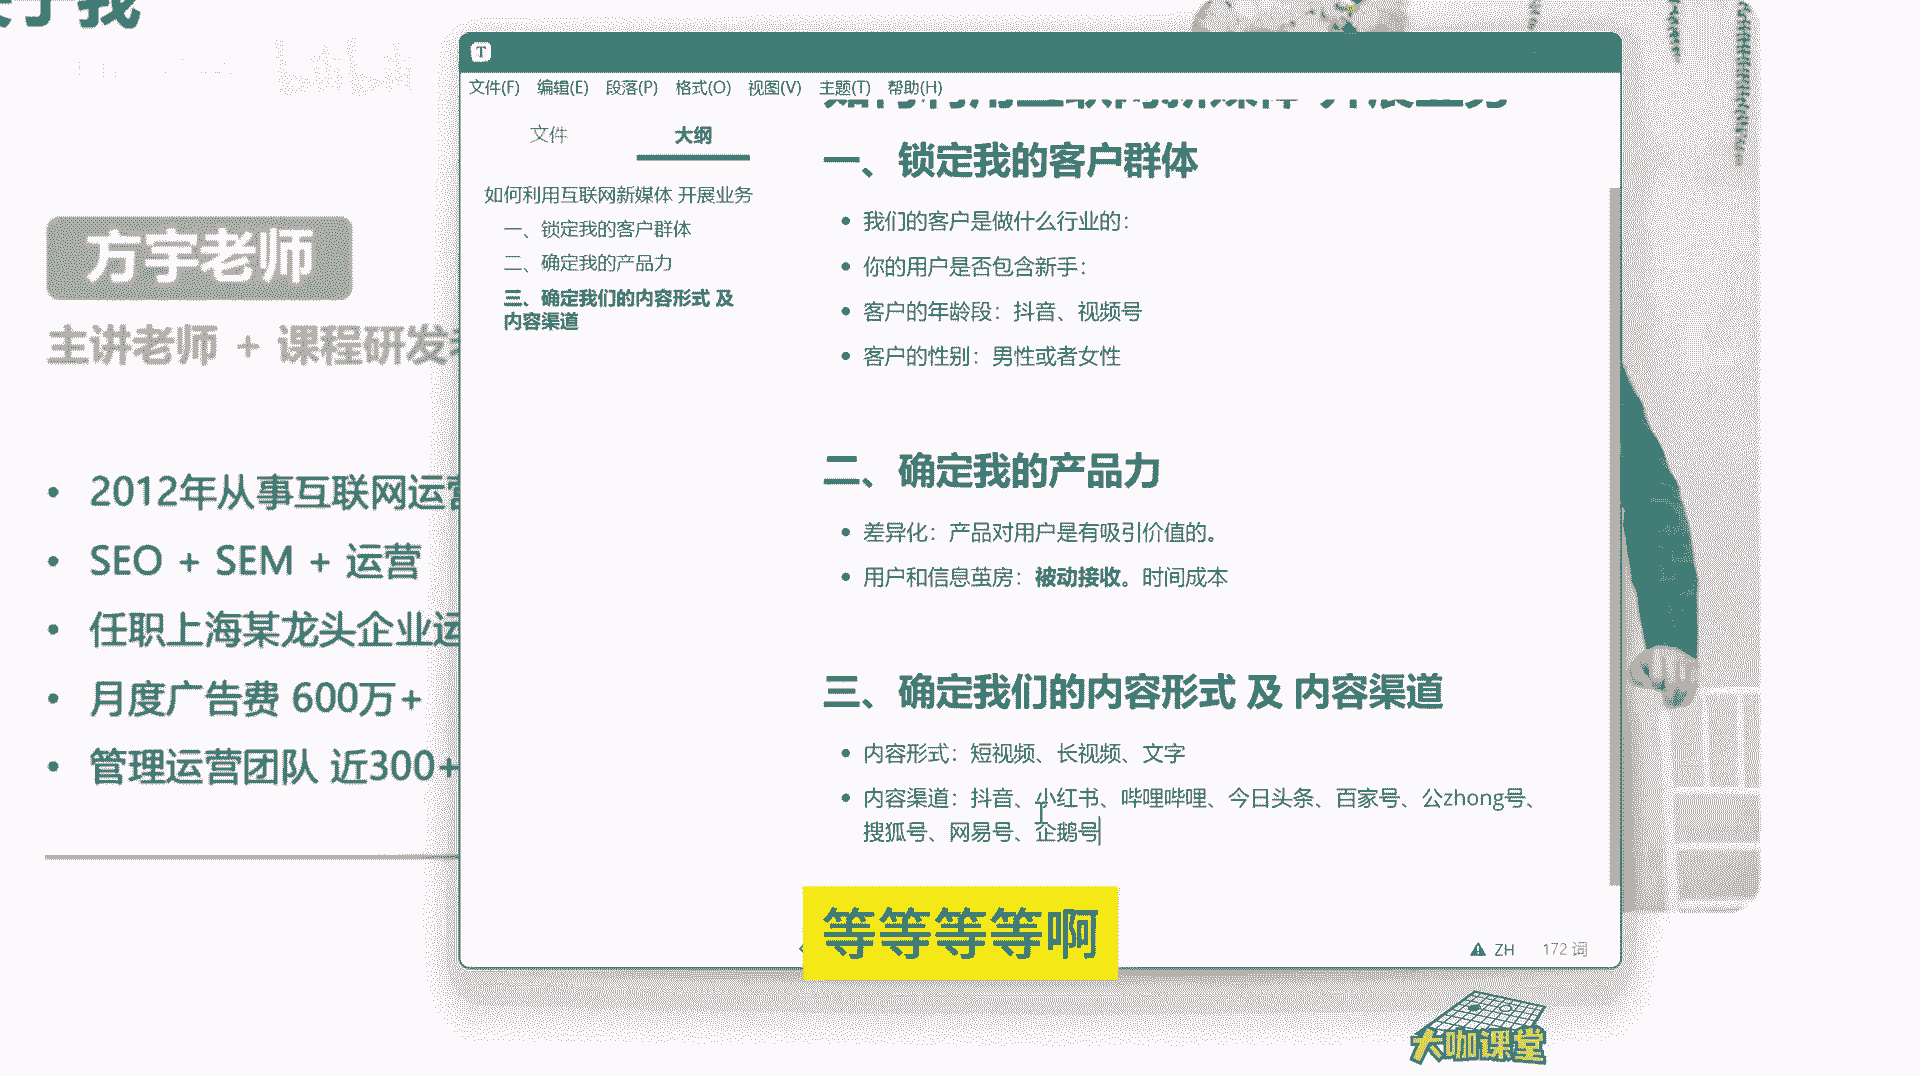 方宇老师
主讲老师 + 课程研发
• 2012年从事互联网运营
• SEO + SEM + 运营
• 任职上海某龙头企业运
• 月度广告费 600万+
• 管理运营团队 近300+
T
文件(F) 编辑(E) 段落(P) 格式(O) 视图(V) 主题(T) 帮助(H)
文件 大纲
如何利用互联网新媒体 开展业务
一、锁定我的客户群体
二、确定我的产品力
三、确定我们的内容形式 及
内容渠道
如何利用互联网新媒体 开展业务
一、锁定我的客户群体
• 我们的客户是做什么行业的：
• 你的用户是否包含新手：
• 客户的年龄段：抖音、视频号
• 客户的性别：男性或者女性
二、确定我的产品力
• 差异化：产品对用户是有吸引价值的。
• 用户和信息茧房：被动接收。时间成本
三、确定我们的内容形式 及 内容渠道
• 内容形式：短视频、长视频、文字
• 内容渠道：抖音、小红书、哔哩哔哩、今日头条、百家号、公zhong号、
搜狐号、网易号、企鹅号
等等等等啊
ZH 172 词
大咖课堂